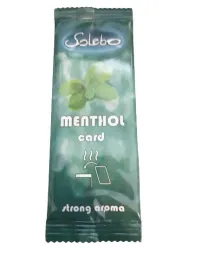 Solebo
MENTHOL
card
strong aroma